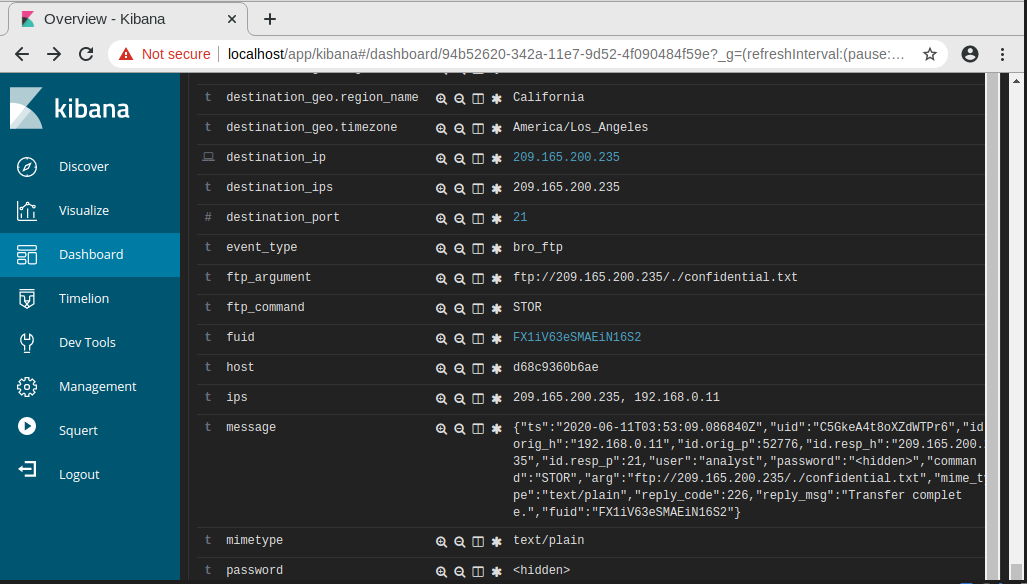 Overview - Kibana
Not secure
localhost/app/kibana#/dashboard/94b52620-342a-11e7-9d52-4f090484f59e?_g=(refreshInterval:(pause:...
kibana
Discover
Visualize
Dashboard
Timelion
Dev Tools
Management
Squert
Logout
t destination_geo.region_name California
t destination_geo.timezone America/Los_Angeles
destination_ip 209.165.200.235
t destination_ips 209.165.200.235
# destination_port 21
t event_type bro_ftp
t ftp_argument ftp://209.165.200.235/./confidential.txt
t ftp_command STOR
t fuid FX1iV63eSMAEiN16S2
t host d68c9360b6ae
t ips 209.165.200.235, 192.168.0.11
t message {"ts":"2020-06-11T03:53:09.086840Z","uid":"C5GkeA4t8oXZdWTPr6","id
orig_h":"192.168.0.11","id.orig_p":52776,"id.resp_h":"209.165.200.
35","id.resp_p":21,"user":"analyst","password":"<hidden>","comman
d":"STOR","arg":"ftp://209.165.200.235/./confidential.txt","mime_t
pe":"text/plain","reply_code":226,"reply_msg":"Transfer complet
e.","fuid":"FX1iV63eSMAEiN16S2"}
t mimetype text/plain
t password <hidden>